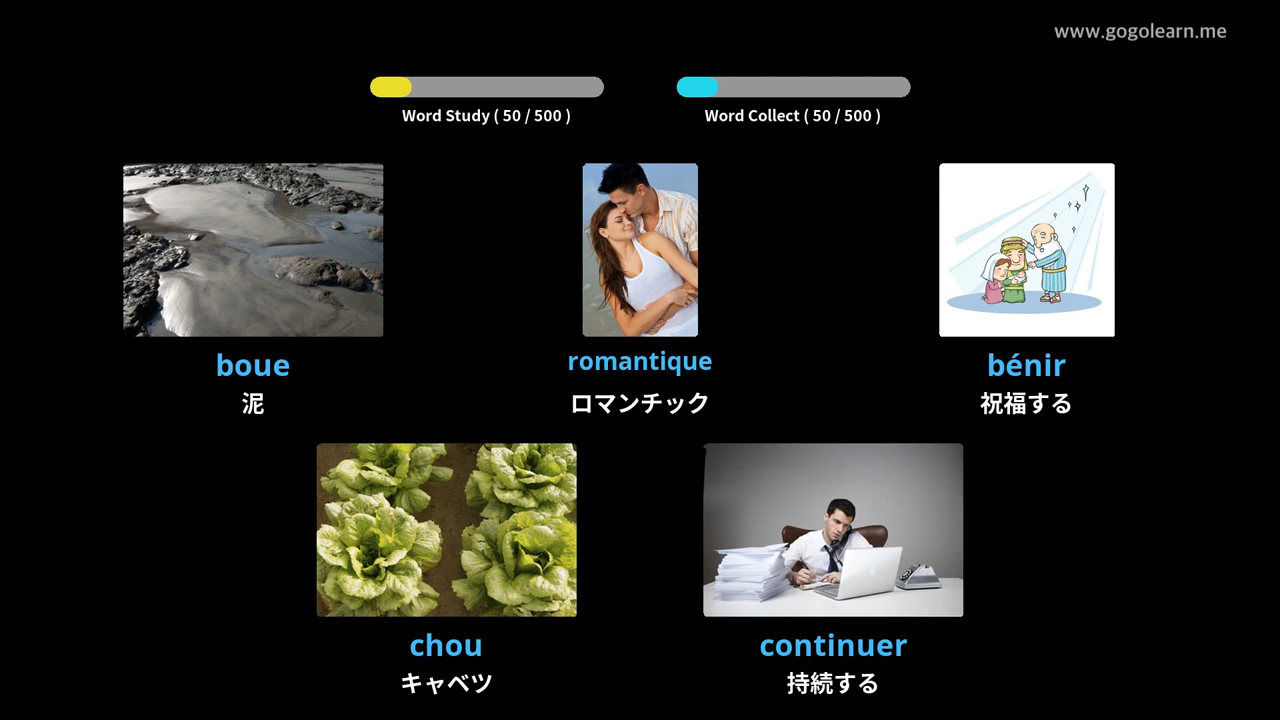 www.gogolearn.me
Word Study ( 50 / 500 )
Word Collect ( 50 / 500 )
boue
泥
romantique
ロマンチック
bénir
祝福する
chou
キャベツ
continuer
持続する